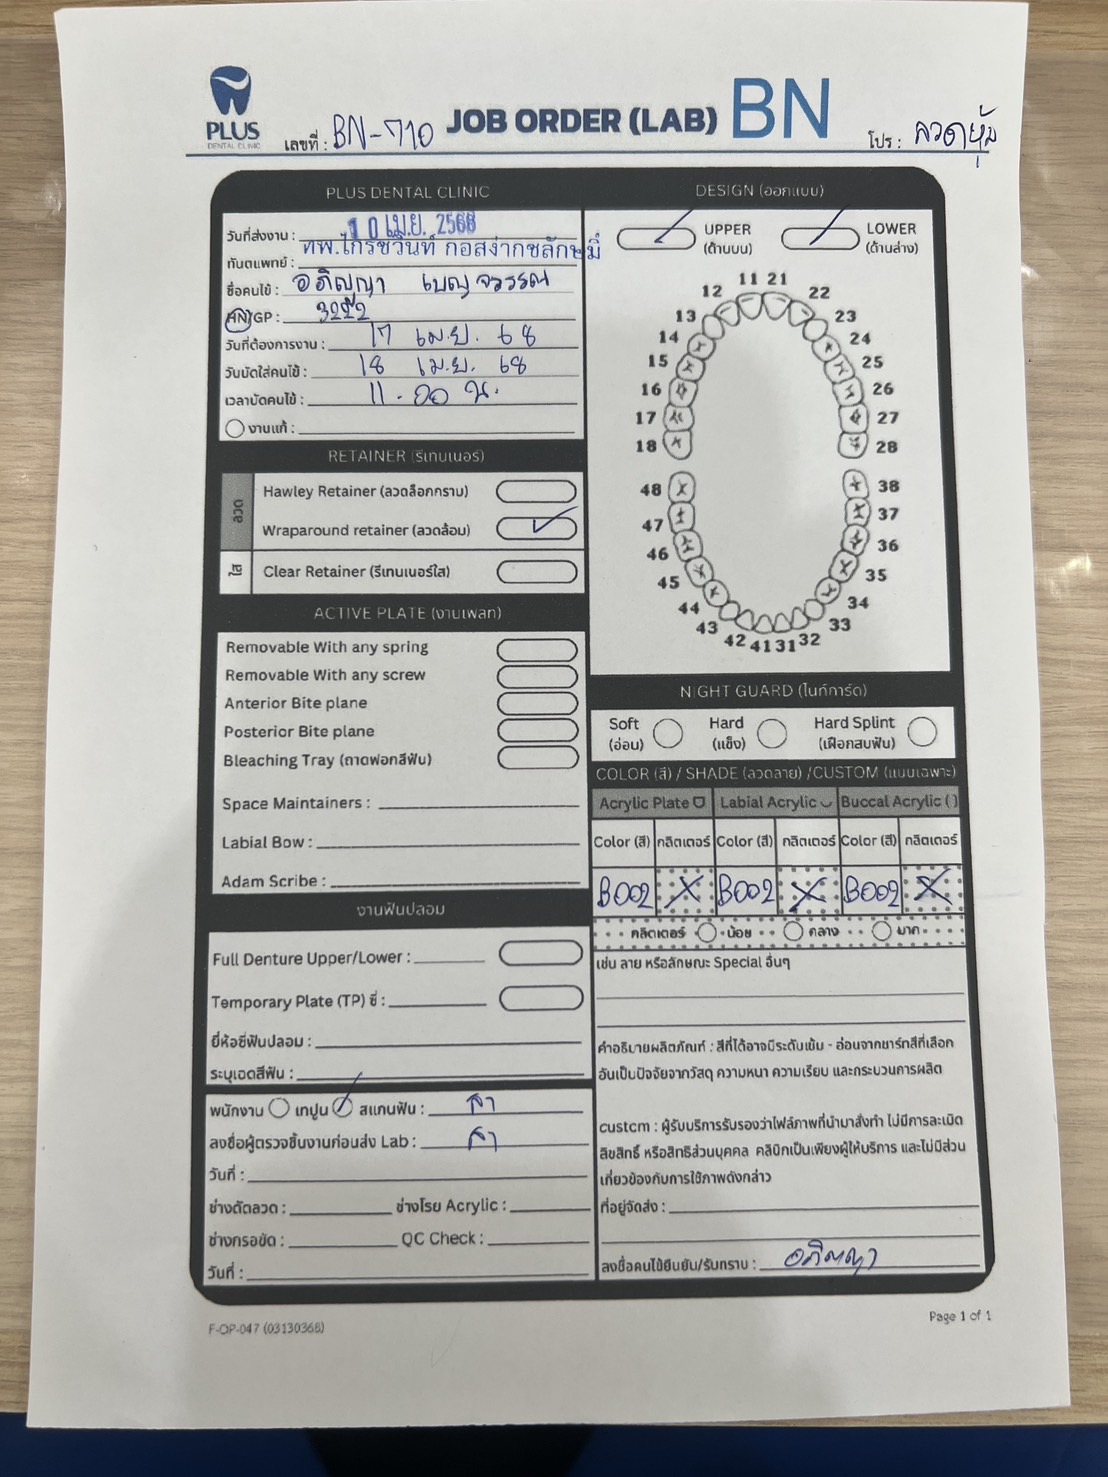 PLUS
DENTAL CLINIC
เลขที่ : BN-710
JOB ORDER (LAB) BN
โปร : ลวดหุ้ม
PLUS DENTAL CLINIC
วันที่ส่งงาน : 10 เม.ย. 2568
ทันตแพทย์ : ทพ.ไกรชวินท์
ชื่อคนไข้ : อภิญญา เบญจวรรณ
HN/GP : 3292
วันที่ต้องการงาน : 17 เม.ย. 68
วันนัดใส่คนไข้ : 18 เม.ย. 68
เวลานัดคนไข้ : 11.00 น.
งานแก้ :
RETAINER (รีเทนเนอร์)
ลวด
Hawley Retainer (ลวดล็อกกราม)
Wraparound retainer (ลวดล้อม)
ใส
Clear Retainer (รีเทนเนอร์ใส)
ACTIVE PLATE (งานเพลท)
Removable With any spring
Removable With any screw
Anterior Bite plane
Posterior Bite plane
Bleaching Tray (ถาดฟอกสีฟัน)
Space Maintainers :
Labial Bow :
Adam Scribe :
งานฟันปลอม
Full Denture Upper/Lower :
Temporary Plate (TP) ซี่ :
ยี่ห้อซี่ฟันปลอม :
ระบุเฉดสีฟัน :
พนักงาน เทปูน สแกนฟัน : สา
ลงชื่อผู้ตรวจชิ้นงานก่อนส่ง Lab : สา
วันที่ :
ช่างดัดลวด : ช่างโรย Acrylic :
ช่างกรอขัด : QC Check :
วันที่ :
DESIGN (ออกแบบ)
UPPER
(ด้านบน)
LOWER
(ด้านล่าง)
11 21
12 22
13 23
14 24
15 25
16 26
17 27
18 28
48 38
47 37
46 36
45 35
44 34
43 33
42 41 31 32
NIGHT GUARD (ไนท์การ์ด)
Soft
(อ่อน)
Hard
(แข็ง)
Hard Splint
(เฝือกสบฟัน)
COLOR (สี) / SHADE (ลวดลาย) /CUSTOM (แบบเฉพาะ)
Acrylic Plate Labial Acrylic Buccal Acrylic ( )
Color (สี) กลิตเตอร์ Color (สี) กลิตเตอร์ Color (สี) กลิตเตอร์
B002 X B002 X B002 X
กลิตเตอร์ น้อย กลาง มาก
เช่น ลาย หรือลักษณะ Special อื่นๆ
คำอธิบายผลิตภัณฑ์ : สีที่ได้อาจมีระดับเข้ม - อ่อนจากชาร์ทสีที่เลือก
อันเป็นปัจจัยจากวัสดุ ความหนา ความเรียบ และกระบวนการผลิต
custcm : ผู้รับบริการรับรองว่าไฟล์ภาพที่นำมาสั่งทำ ไม่มีการละเมิด
ลิขสิทธิ์ หรือสิทธิส่วนบุคคล คลินิกเป็นเพียงผู้ให้บริการ และไม่มีส่วน
เกี่ยวข้องกับการใช้ภาพดังกล่าว
ที่อยู่จัดส่ง :
ลงชื่อคนไข้ยืนยัน/รับทราบ : อภิญญา
F-OP-047 (03130368)
Page 1 of 1